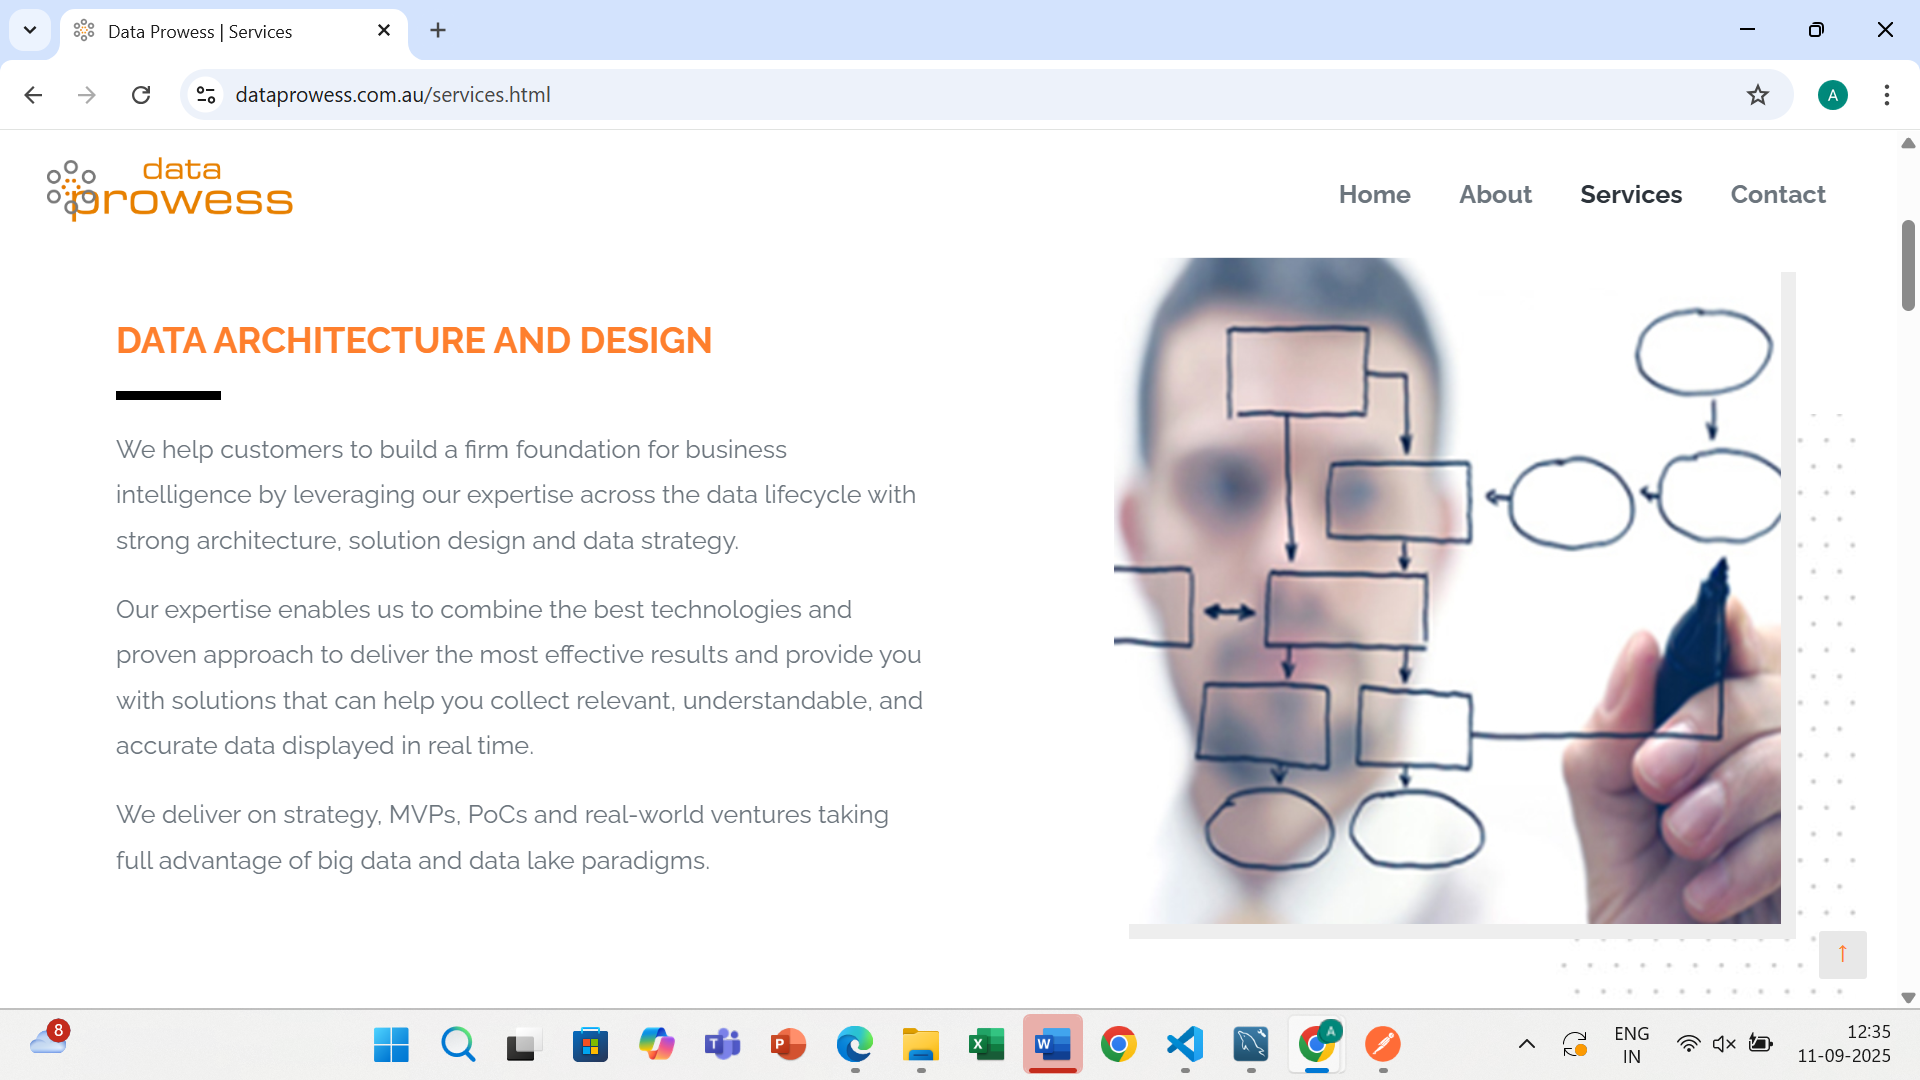 Data Prowess | Services
dataprowess.com.au/services.html
A
data
prowess
Home About Services Contact
DATA ARCHITECTURE AND DESIGN
We help customers to build a firm foundation for business
intelligence by leveraging our expertise across the data lifecycle with
strong architecture, solution design and data strategy.
Our expertise enables us to combine the best technologies and
proven approach to deliver the most effective results and provide you
with solutions that can help you collect relevant, understandable, and
accurate data displayed in real time.
We deliver on strategy, MVPs, PoCs and real-world ventures taking
full advantage of big data and data lake paradigms.
↑
8
T
P
X
W
A
ENG
IN
12:35
11-09-2025